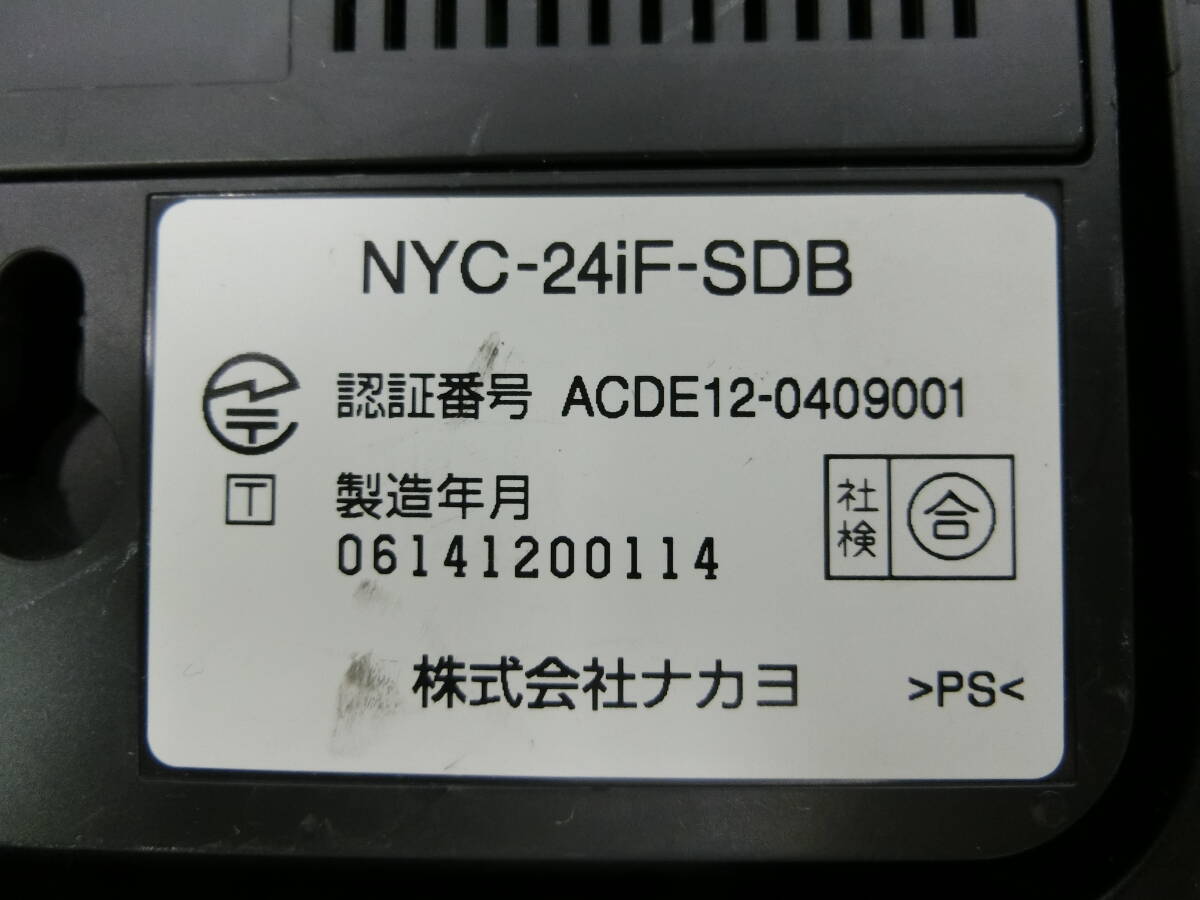 NYC-24iF-SDB
認証番号 ACDE12-0409001
T
製造年月
06141200114
社検 合
株式会社ナカヨ
>PS<